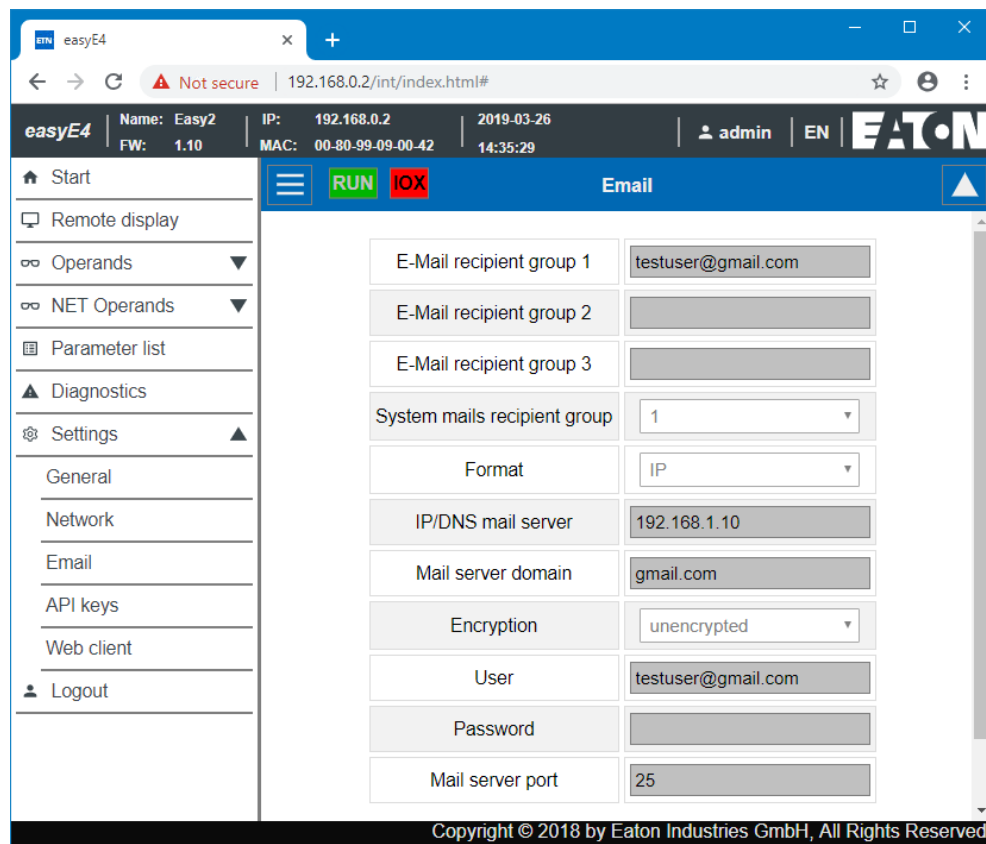 ETN easyE4
Not secure 192.168.0.2/int/index.html#
easyE4 Name: Easy2 IP: 192.168.0.2 2019-03-26 admin EN EATON
FW: 1.10 MAC: 00-80-99-09-00-42 14:35:29
Start
Remote display
Operands
NET Operands
Parameter list
Diagnostics
Settings
General
Network
Email
API keys
Web client
Logout
RUN IOX Email
E-Mail recipient group 1 testuser@gmail.com
E-Mail recipient group 2
E-Mail recipient group 3
System mails recipient group 1
Format IP
IP/DNS mail server 192.168.1.10
Mail server domain gmail.com
Encryption unencrypted
User testuser@gmail.com
Password
Mail server port 25
Copyright © 2018 by Eaton Industries GmbH, All Rights Reserved